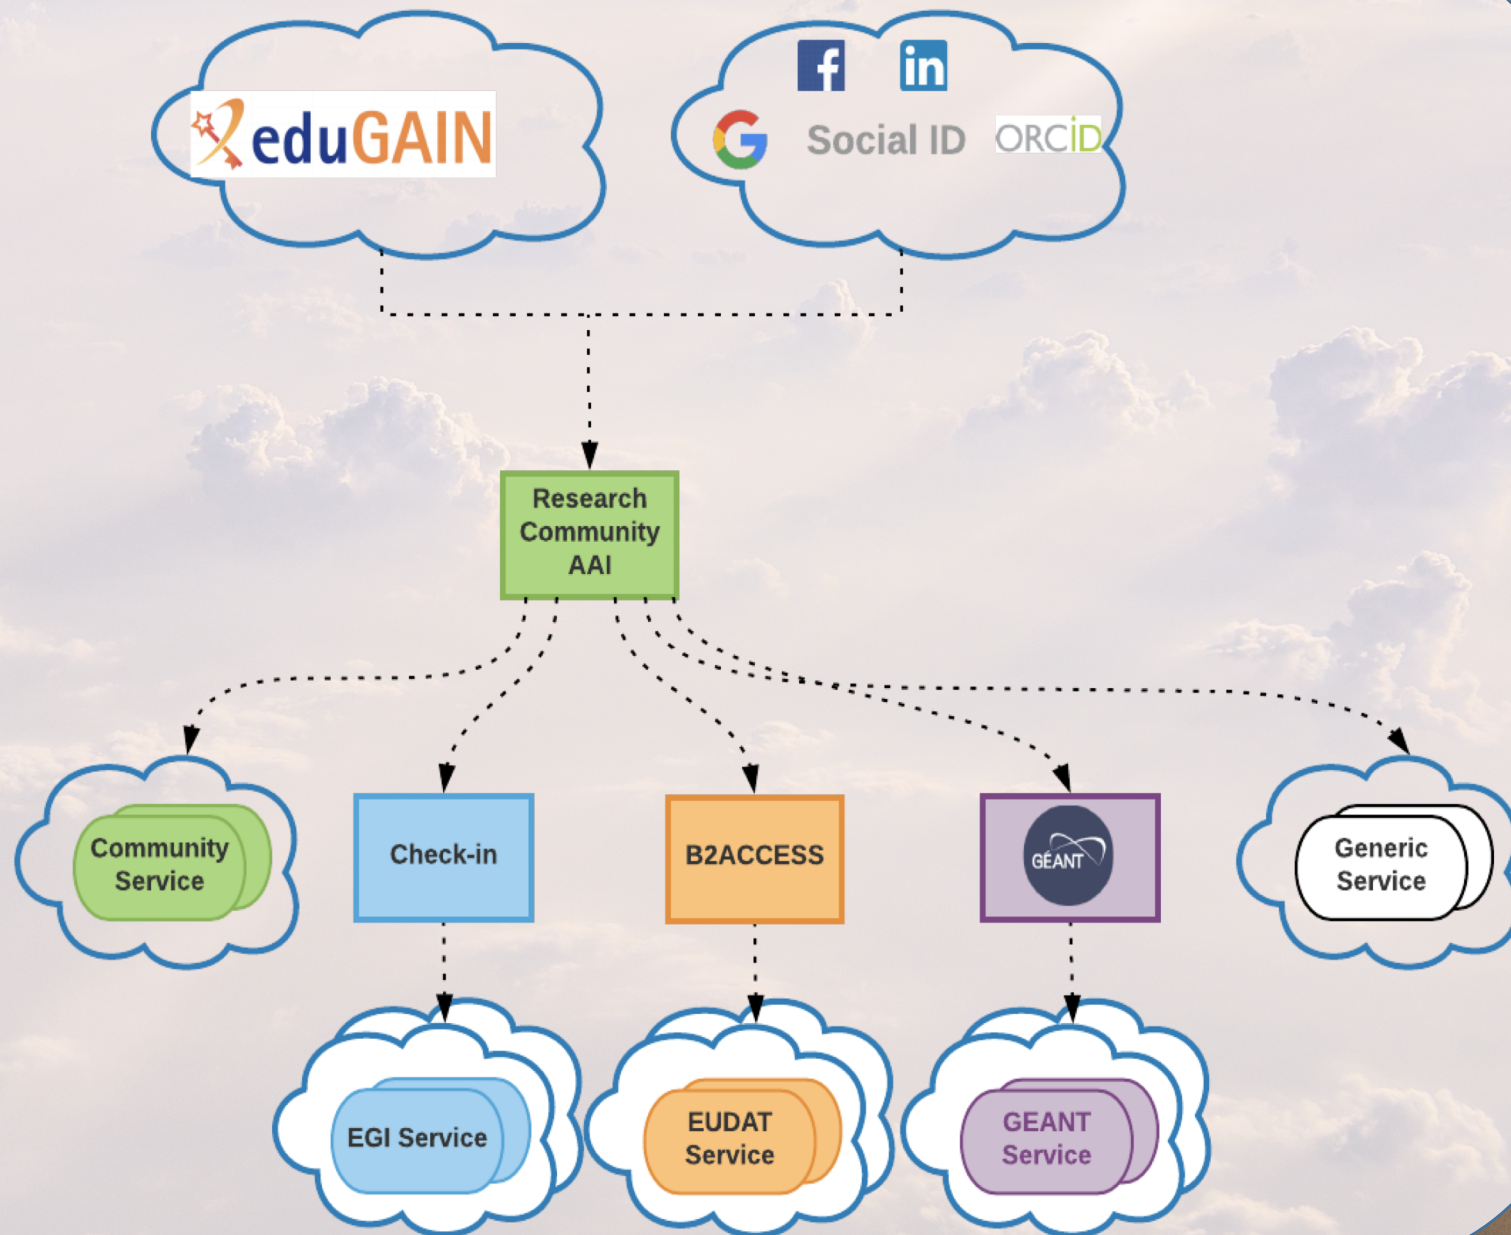 eduGAIN
f
in
G
Social ID
ORCiD
Research
Community
AAI
Community
Service
Check-in
B2ACCESS
GÉANT
Generic
Service
EGI Service
EUDAT
Service
GEANT
Service